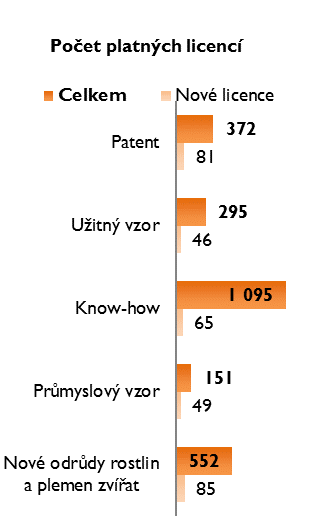 Počet platných licencí
Celkem
Nové licence
Patent
372
81
Užitný vzor
295
46
Know-how
1 095
65
Průmyslový vzor
151
49
Nové odrůdy rostlin
a plemen zvířat
552
85